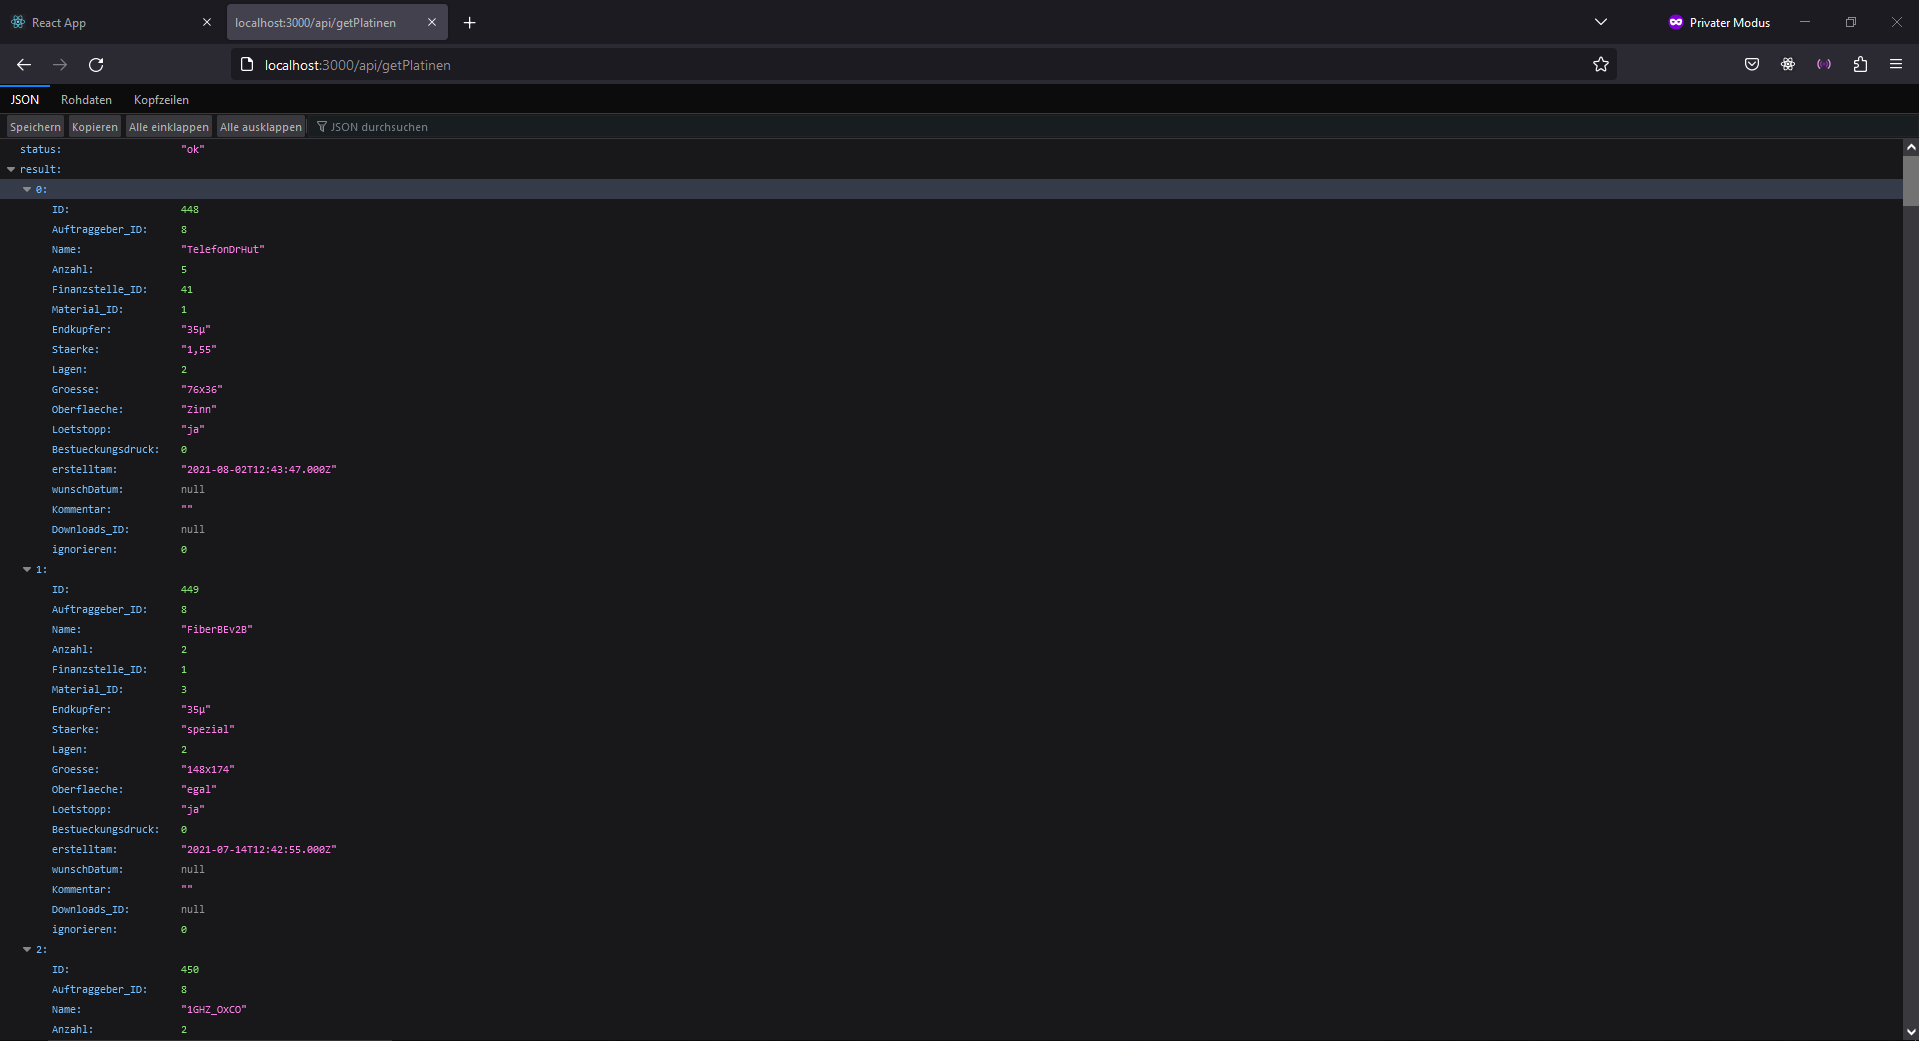 React App
localhost:3000/api/getPlatinen
Privater Modus
localhost:3000/api/getPlatinen
JSON Rohdaten Kopfzeilen
Speichern Kopieren Alle einklappen Alle ausklappen JSON durchsuchen
status: "ok"
result:
0:
ID: 448
Auftraggeber_ID: 8
Name: "TelefonDrHut"
Anzahl: 5
Finanzstelle_ID: 41
Material_ID: 1
Endkupfer: "35µ"
Staerke: "1,55"
Lagen: 2
Groesse: "76x36"
Oberflaeche: "Zinn"
Loetstopp: "ja"
Bestueckungsdruck: 0
erstelltam: "2021-08-02T12:43:47.000Z"
wunschDatum: null
Kommentar: ""
Downloads_ID: null
ignorieren: 0
1:
ID: 449
Auftraggeber_ID: 8
Name: "FiberBEv2B"
Anzahl: 2
Finanzstelle_ID: 1
Material_ID: 3
Endkupfer: "35µ"
Staerke: "spezial"
Lagen: 2
Groesse: "148x174"
Oberflaeche: "egal"
Loetstopp: "ja"
Bestueckungsdruck: 0
erstelltam: "2021-07-14T12:42:55.000Z"
wunschDatum: null
Kommentar: ""
Downloads_ID: null
ignorieren: 0
2:
ID: 450
Auftraggeber_ID: 8
Name: "1GHZ_OxCO"
Anzahl: 2